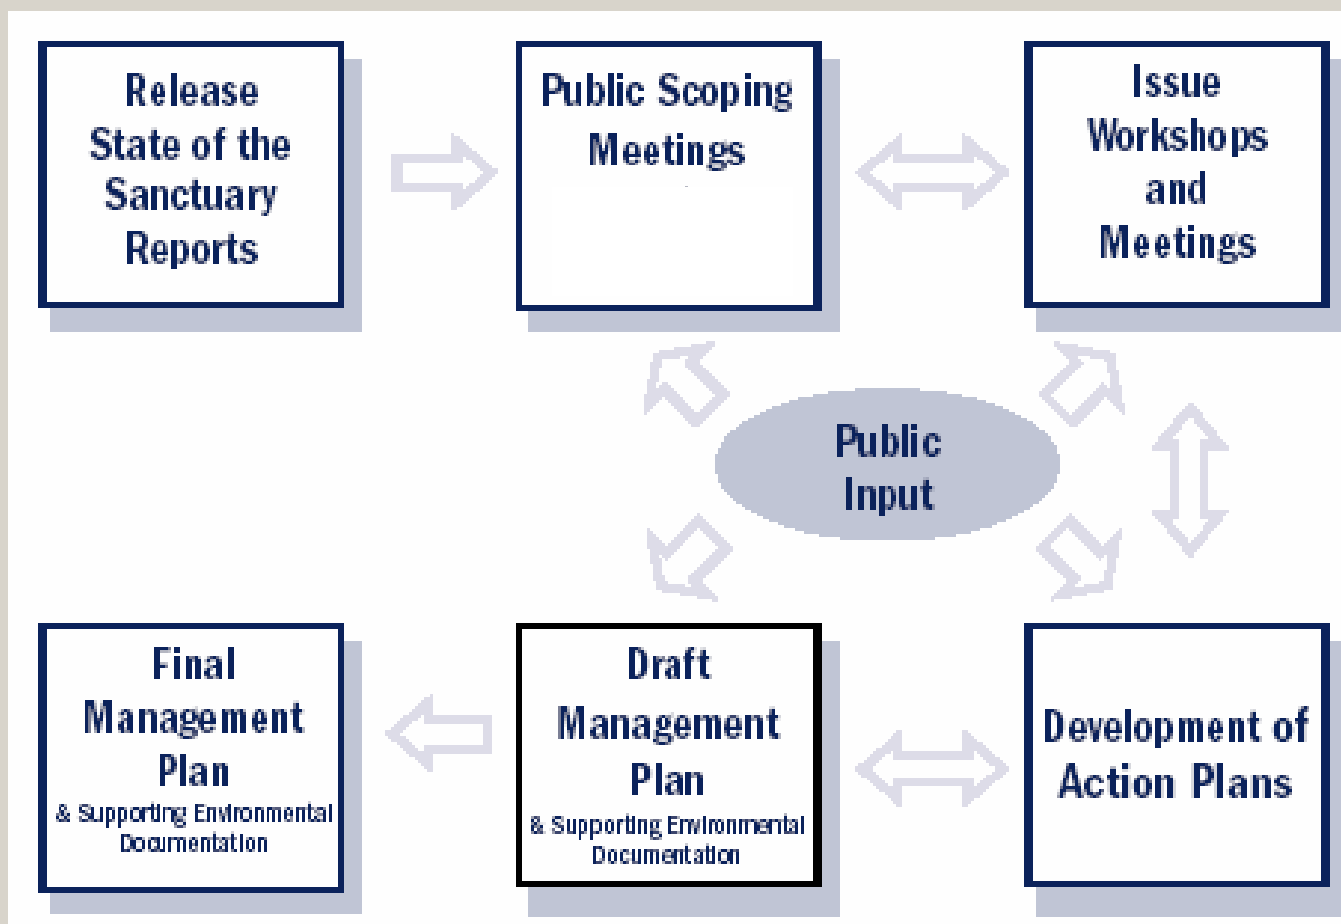 Release
State of the
Sanctuary
Reports
Public Scoping
Meetings
Issue
Workshops
and
Meetings
Public
Input
Final
Management
Plan
& Supporting Environmental
Documentation
Draft
Management
Plan
& Supporting Environmental
Documentation
Development of
Action Plans